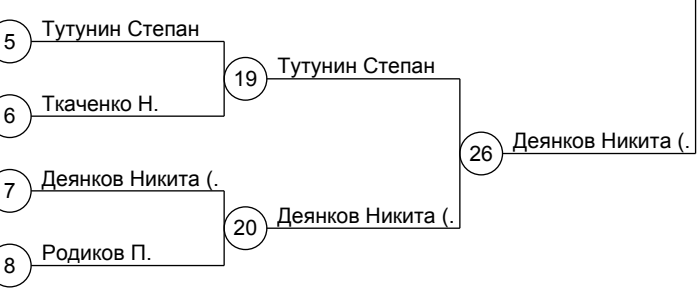 5 Тутунин Степан
19 Тутунин Степан
6 Ткаченко Н.
26 Деянков Никита (.
7 Деянков Никита (.
20 Деянков Никита (.
8 Родиков П.